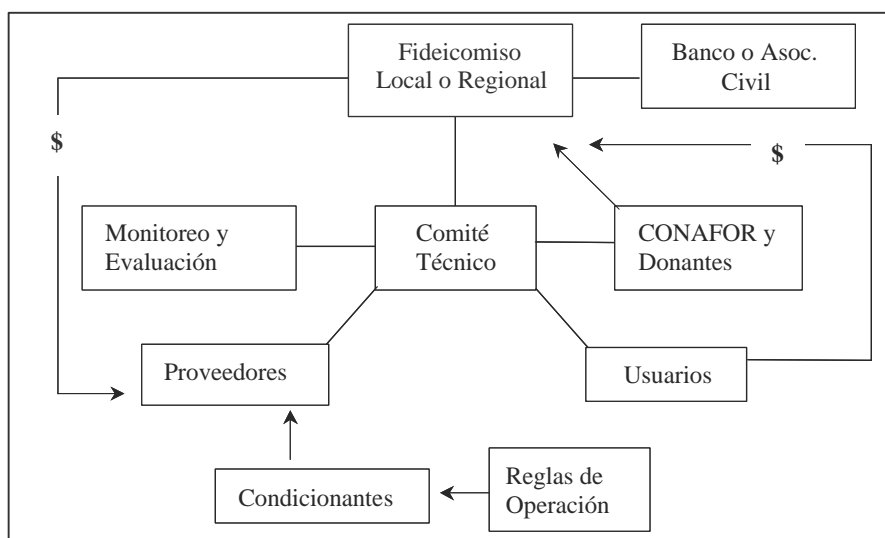 Fideicomiso
Local o Regional
Banco o Asoc.
Civil
$
$
Monitoreo y
Evaluación
Comité
Técnico
CONAFOR y
Donantes
Proveedores
Usuarios
Condicionantes
Reglas de
Operación